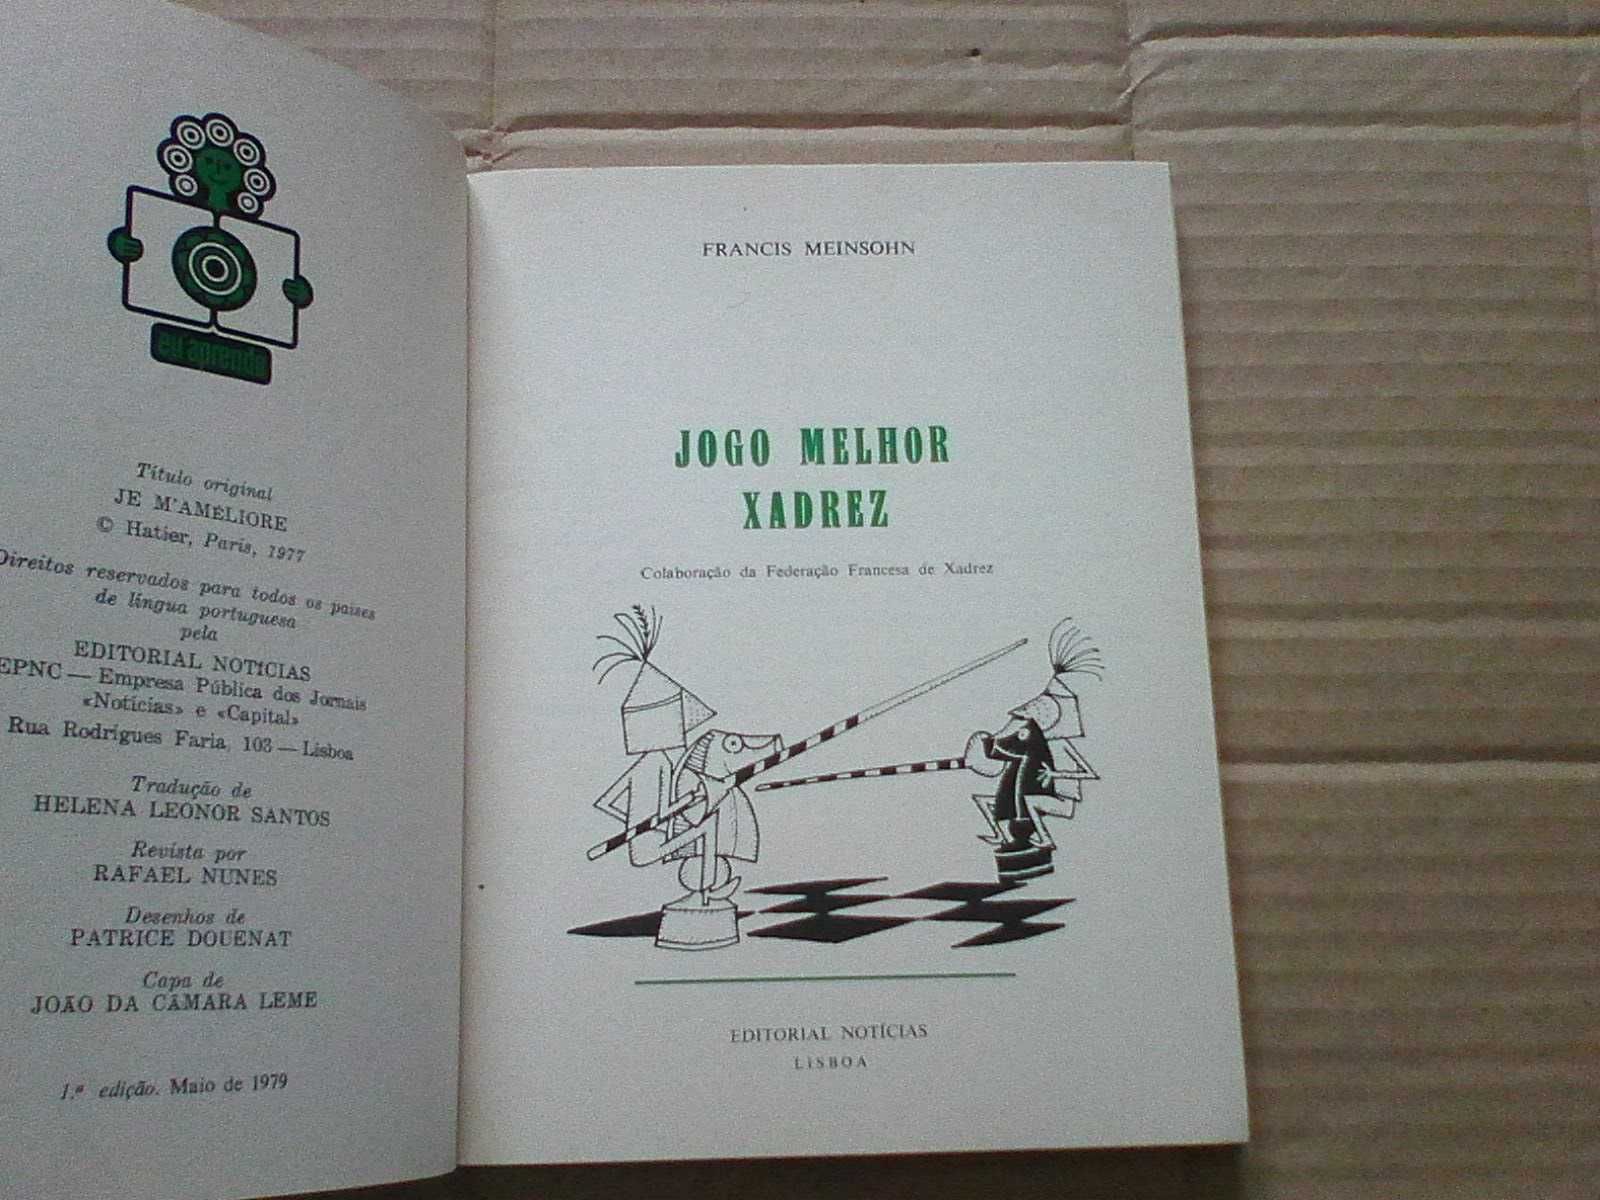 eu aprendo
Título original
JE M'AMÉLIORE
© Hatier, Paris, 1977
Direitos reservados para todos os países
de língua portuguesa
pela
EDITORIAL NOTÍCIAS
EPNC — Empresa Pública dos Jornais
«Notícias» e «Capital»
Rua Rodrigues Faria, 103 — Lisboa
Tradução de
HELENA LEONOR SANTOS
Revista por
RAFAEL NUNES
Desenhos de
PATRICE DOUENAT
Capa de
JOÃO DA CÂMARA LEME
1.ª edição. Maio de 1979
FRANCIS MEINSOHN
JOGO MELHOR
XADREZ
Colaboração da Federação Francesa de Xadrez
EDITORIAL NOTÍCIAS
LISBOA